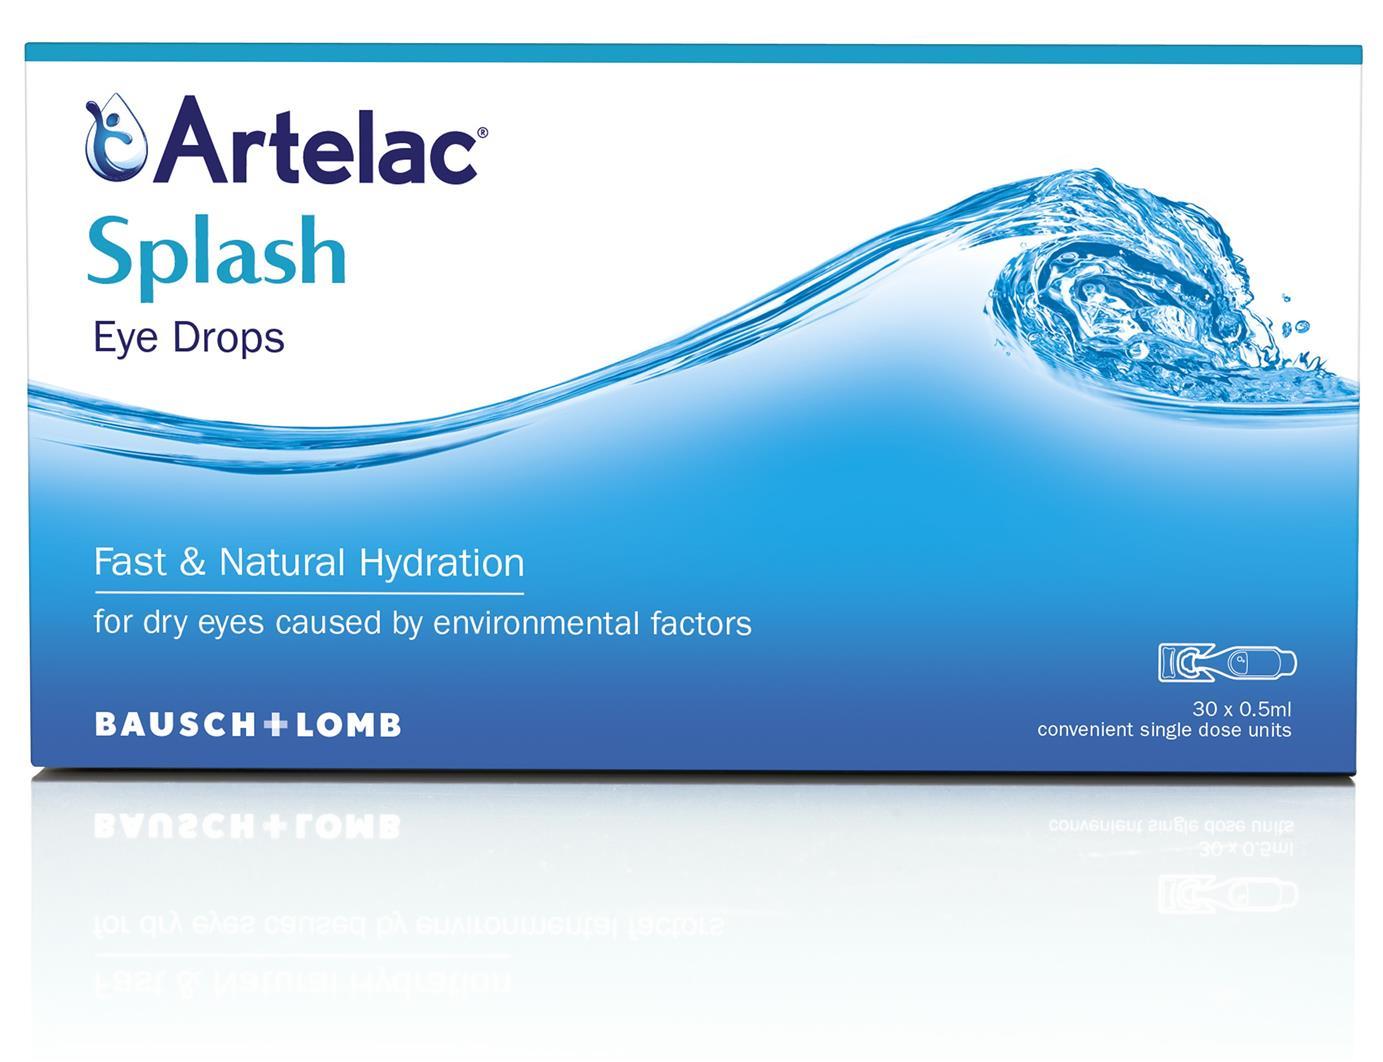 Artelac®
Splash
Eye Drops
Fast & Natural Hydration
for dry eyes caused by environmental factors
BAUSCH + LOMB
30 x 0.5ml
convenient single dose units